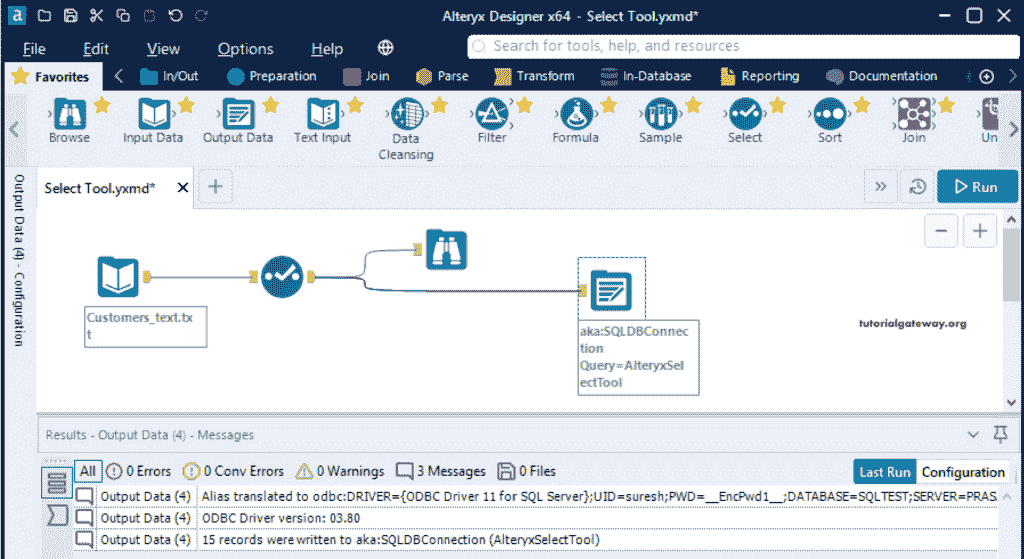 Alteryx Designer x64 - Select Tool.yxmd*
File Edit View Options Help Search for tools, help, and resources
Favorites In/Out Preparation Join Parse Transform In-Database Reporting Documentation
Browse Input Data Output Data Text Input Data Cleansing Filter Formula Sample Select Sort Join Un
Output Data (4) - Configuration
Select Tool.yxmd* Run
Customers_text.tx
t
aka:SQLDBConnec
tion
Query=AlteryxSel
ectTool
tutorialgateway.org
Results - Output Data (4) - Messages
All 0 Errors 0 Conv Errors 0 Warnings 3 Messages 0 Files Last Run Configuration
Output Data (4) Alias translated to odbc:DRIVER={ODBC Driver 11 for SQL Server};UID=suresh;PWD=__EncPwd1__;DATABASE=SQLTEST;SERVER=PRAS
Output Data (4) ODBC Driver version: 03.80
Output Data (4) 15 records were written to aka:SQLDBConnection (AlteryxSelectTool)